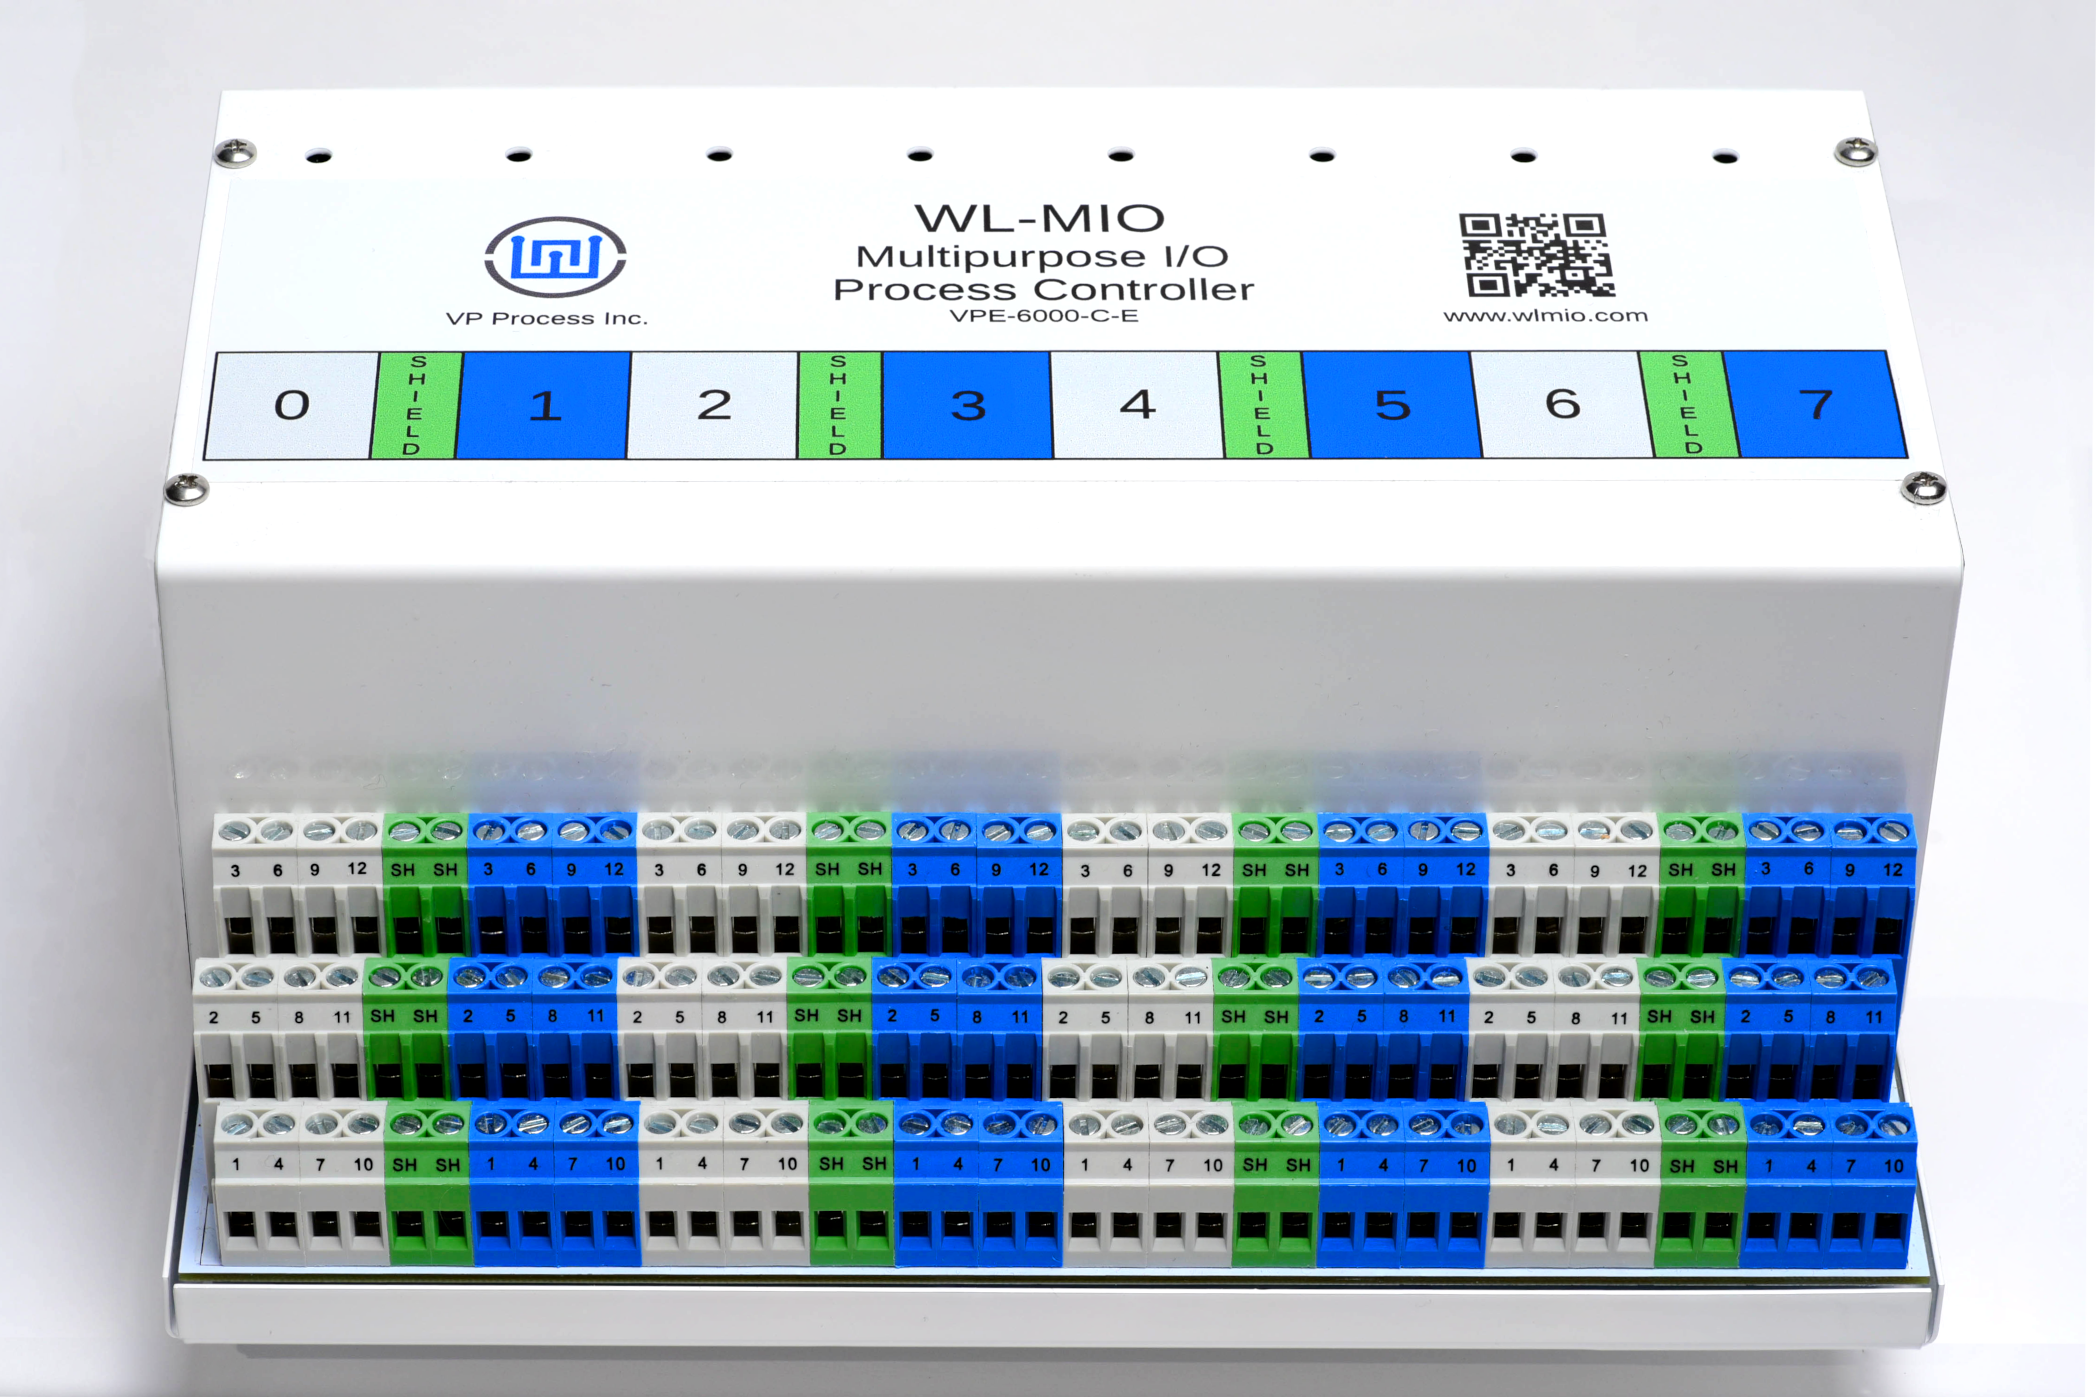 WL-MIO
Multipurpose I/O
Process Controller
VPE-6000-C-E
VP Process Inc.
www.wlmio.com
0 SHIELD 1 2 SHIELD 3 4 SHIELD 5 6 SHIELD 7
3 6 9 12 SH SH 3 6 9 12 3 6 9 12 SH SH 3 6 9 12 3 6 9 12 SH SH 3 6 9 12 3 6 9 12 SH SH 3 6 9 12
2 5 8 11 SH SH 2 5 8 11 2 5 8 11 SH SH 2 5 8 11 2 5 8 11 SH SH 2 5 8 11 2 5 8 11 SH SH 2 5 8 11
1 4 7 10 SH SH 1 4 7 10 1 4 7 10 SH SH 1 4 7 10 1 4 7 10 SH SH 1 4 7 10 1 4 7 10 SH SH 1 4 7 10